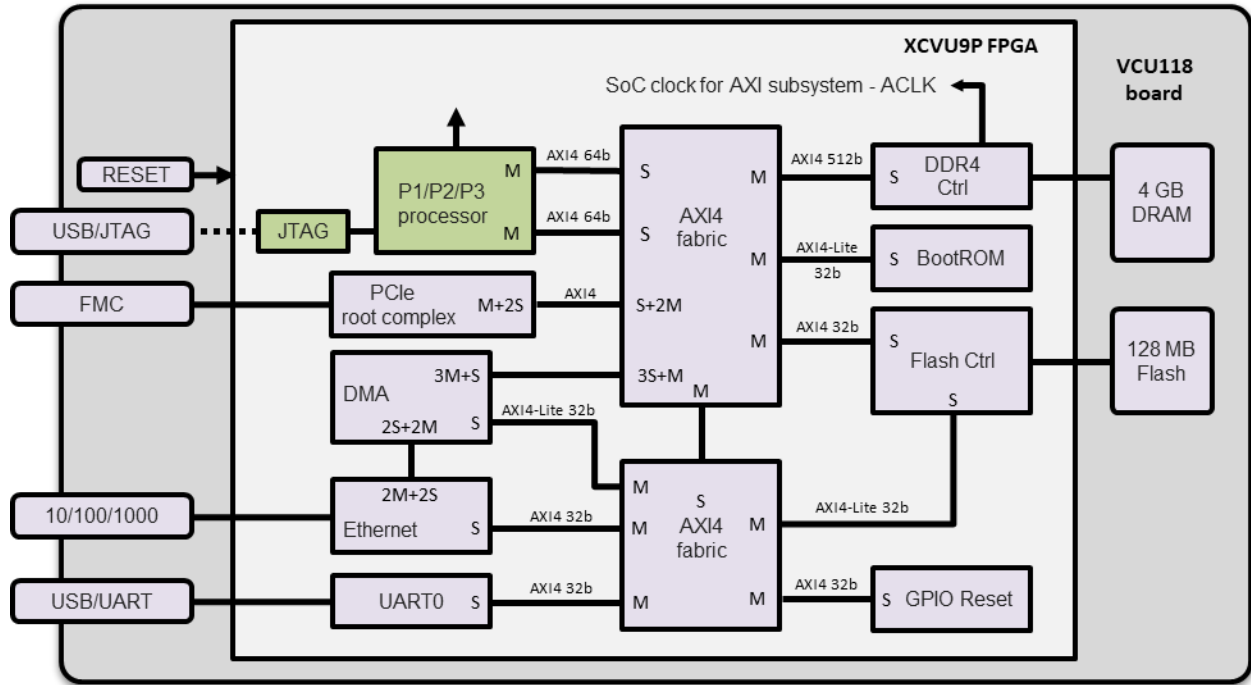 XCVU9P FPGA
VCU118
board
SoC clock for AXI subsystem - ACLK
RESET
USB/JTAG
JTAG
P1/P2/P3
processor
M
M
AXI4 64b
AXI4 64b
S
S
AXI4
fabric
M
M
M
S+2M
3S+M
M
AXI4 512b
S
DDR4
Ctrl
4 GB
DRAM
AXI4-Lite
32b
S
BootROM
FMC
PCIe
root complex
M+2S
AXI4
AXI4 32b
S
Flash Ctrl
S
128 MB
Flash
DMA
3M+S
S
2S+2M
AXI4-Lite 32b
10/100/1000
2M+2S
Ethernet
S
AXI4 32b
M
M
M
S
AXI4
fabric
M
M
AXI4-Lite 32b
USB/UART
UART0
S
AXI4 32b
AXI4 32b
S
GPIO Reset